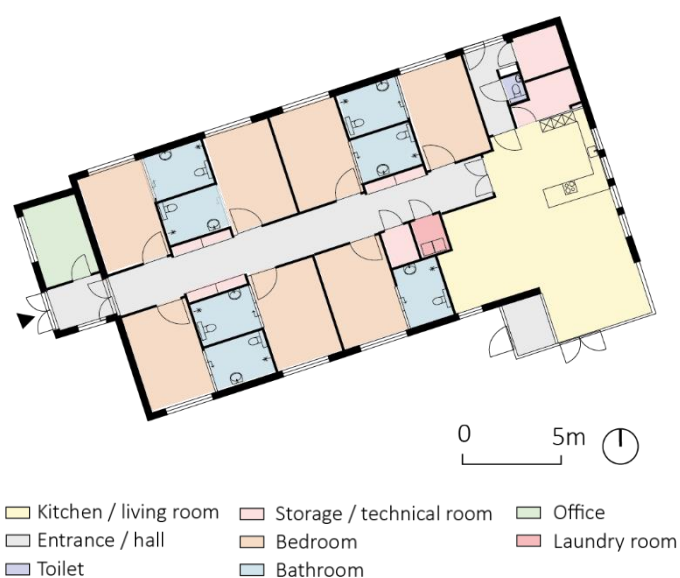 0 5m
Kitchen / living room Storage / technical room Office
Entrance / hall Bedroom Laundry room
Toilet Bathroom